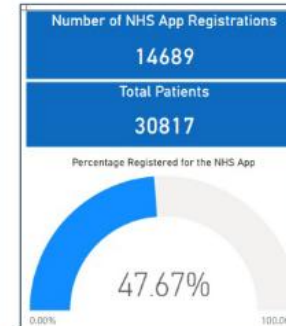 Number of NHS App Registrations
14689
Total Patients
30817
Percentage Registered for the NHS App
47.67%
0.00%